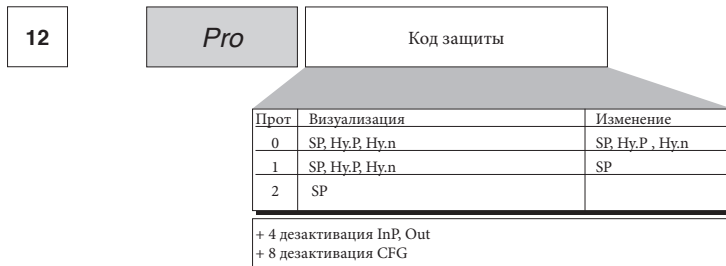 12 Pro Код защиты
Прот Визуализация Изменение
0 SP, Hy.P, Hy.n SP, Hy.P , Hy.n
1 SP, Hy.P, Hy.n SP
2 SP
+ 4 дезактивация InP, Out
+ 8 дезактивация CFG